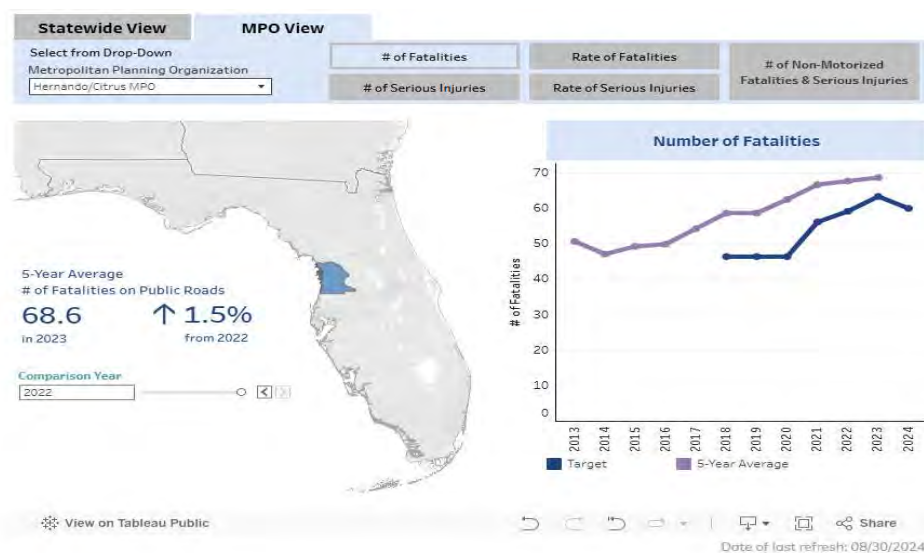 Statewide View
MPO View
Select from Drop-Down
Metropolitan Planning Organization
Hernando/Citrus MPO
# of Fatalities
Rate of Fatalities
# of Non-Motorized
Fatalities & Serious Injuries
# of Serious Injuries
Rate of Serious Injuries
5-Year Average
# of Fatalities on Public Roads
68.6
↑ 1.5%
in 2023
from 2022
Comparison Year
2022
Number of Fatalities
# of Fatalities
70
60
50
40
30
20
10
0
2013
2014
2015
2016
2017
2018
2019
2020
2021
2022
2023
2024
Target
5-Year Average
View on Tableau Public
Share
Date of last refresh: 08/30/2024